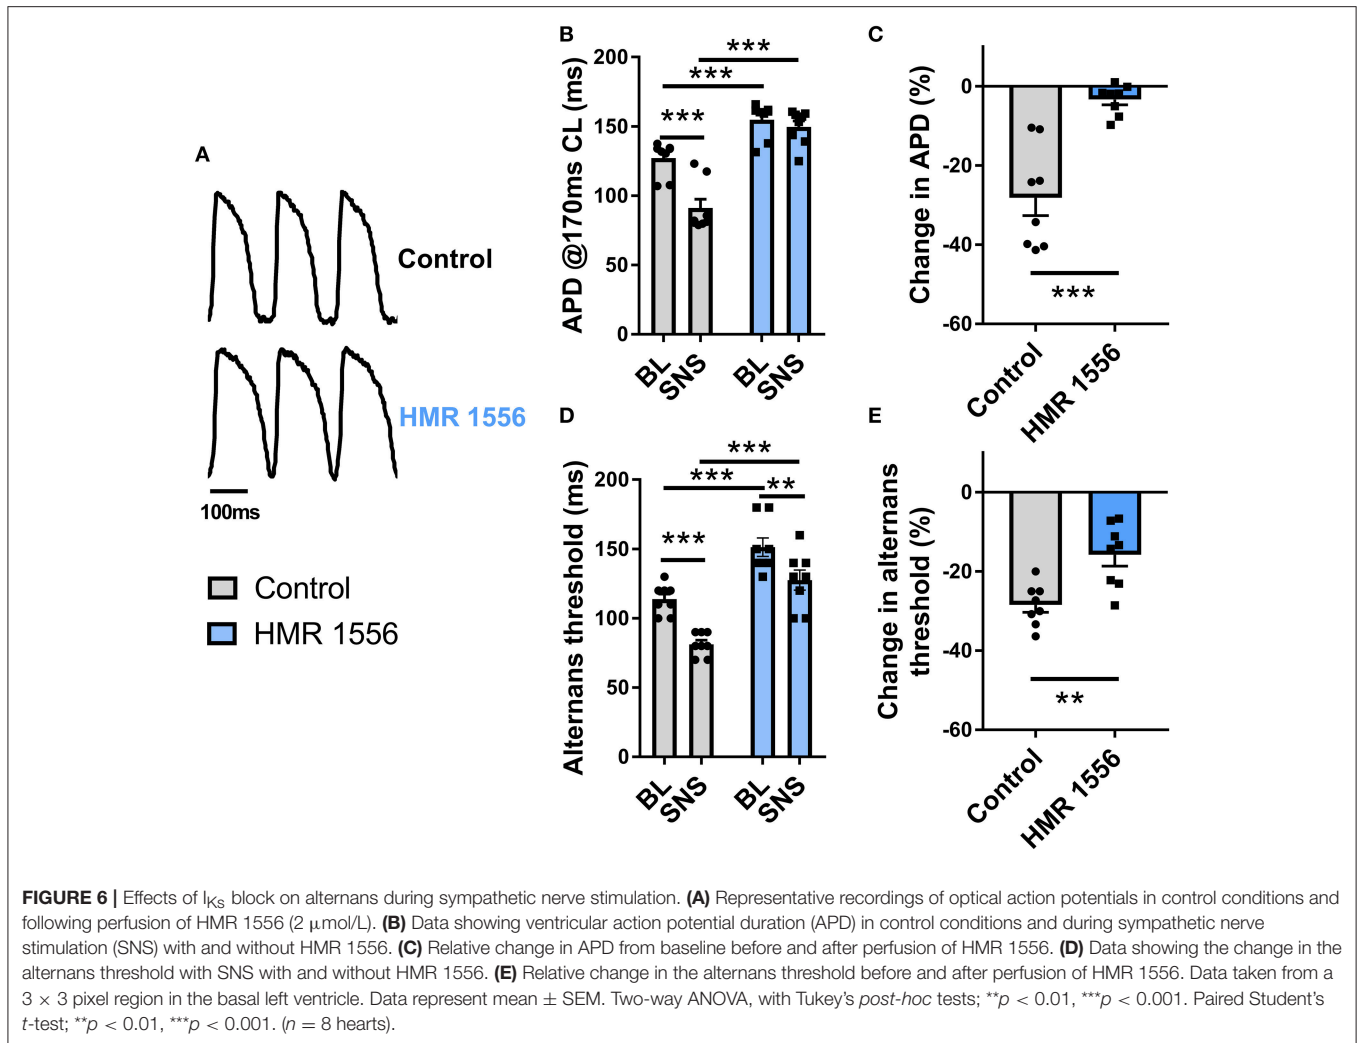 A
Control
HMR 1556
100ms
Control
HMR 1556
B
APD @170ms CL (ms)
200
150
100
50
0
***
***
***
BL
SNS
BL
SNS
C
Change in APD (%)
0
-20
-40
-60
***
Control
HMR 1556
D
Alternans threshold (ms)
200
150
100
50
0
***
***
***
**
BL
SNS
BL
SNS
E
Change in alternans
threshold (%)
0
-20
-40
-60
**
Control
HMR 1556
FIGURE 6 | Effects of IKs block on alternans during sympathetic nerve stimulation. (A) Representative recordings of optical action potentials in control conditions and
following perfusion of HMR 1556 (2 μmol/L). (B) Data showing ventricular action potential duration (APD) in control conditions and during sympathetic nerve
stimulation (SNS) with and without HMR 1556. (C) Relative change in APD from baseline before and after perfusion of HMR 1556. (D) Data showing the change in the
alternans threshold with SNS with and without HMR 1556. (E) Relative change in the alternans threshold before and after perfusion of HMR 1556. Data taken from a
3 × 3 pixel region in the basal left ventricle. Data represent mean ± SEM. Two-way ANOVA, with Tukey's post-hoc tests; **p < 0.01, ***p < 0.001. Paired Student's
t-test; **p < 0.01, ***p < 0.001. (n = 8 hearts).